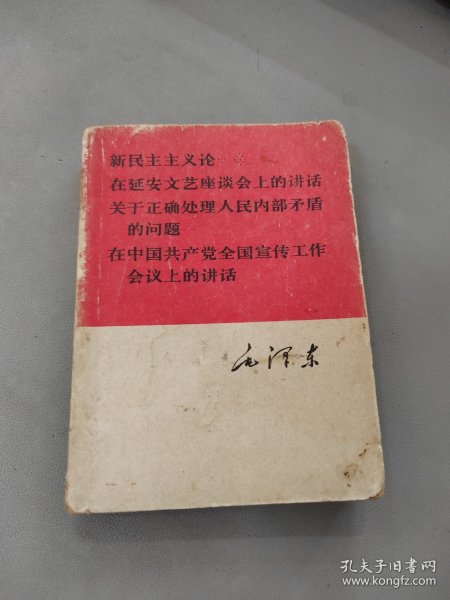 新民主主义论
在延安文艺座谈会上的讲话
关于正确处理人民内部矛盾
的问题
在中国共产党全国宣传工作
会议上的讲话
毛泽东
孔夫子旧书网
www.kongfz.com